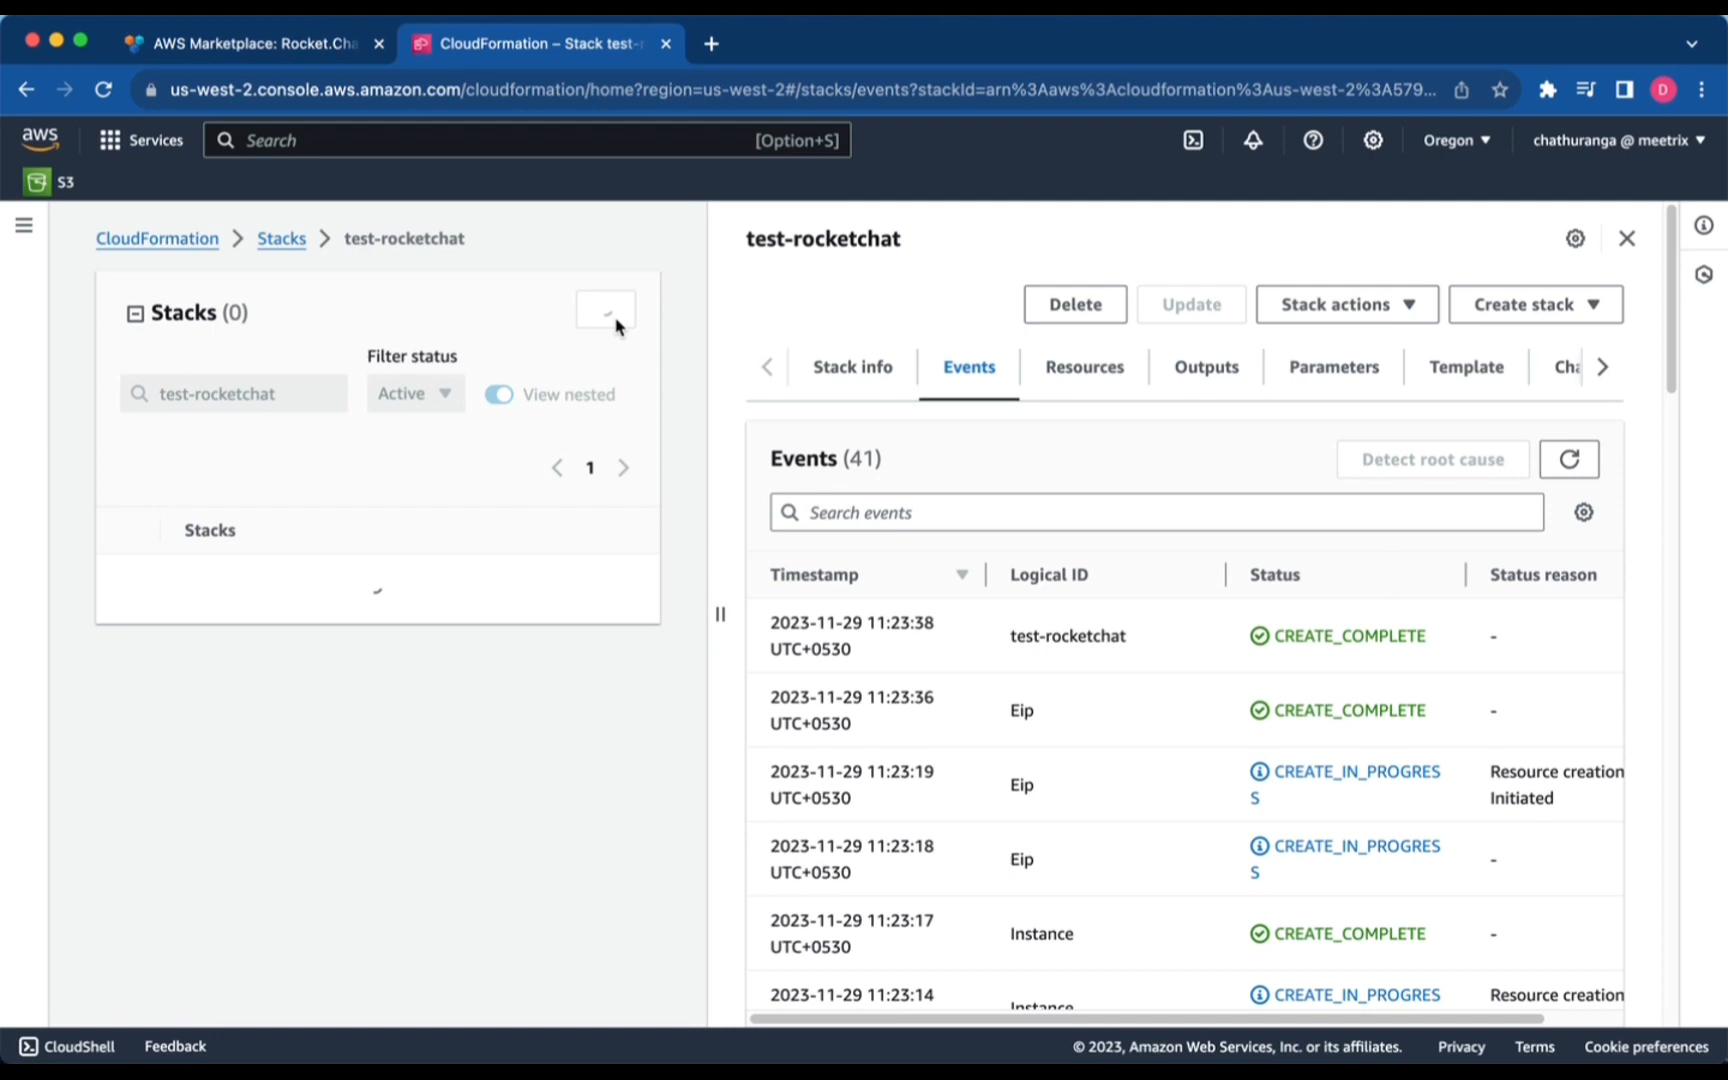 AWS Marketplace: Rocket.Cha
CloudFormation – Stack test-
us-west-2.console.aws.amazon.com/cloudformation/home?region=us-west-2#/stacks/events?stackId=arn%3Aaws%3Acloudformation%3Aus-west-2%3A579...
D
aws
Services
Search
[Option+S]
Oregon
chathuranga @ meetrix
S3
CloudFormation
Stacks
test-rocketchat
Stacks (0)
Filter status
test-rocketchat
Active
View nested
1
Stacks
test-rocketchat
Delete
Update
Stack actions
Create stack
Stack info
Events
Resources
Outputs
Parameters
Template
Cha
Events (41)
Detect root cause
Search events
Timestamp
Logical ID
Status
Status reason
2023-11-29 11:23:38
UTC+0530
test-rocketchat
CREATE_COMPLETE
-
2023-11-29 11:23:36
UTC+0530
Eip
CREATE_COMPLETE
-
2023-11-29 11:23:19
UTC+0530
Eip
CREATE_IN_PROGRES
S
Resource creation
Initiated
2023-11-29 11:23:18
UTC+0530
Eip
CREATE_IN_PROGRES
S
-
2023-11-29 11:23:17
UTC+0530
Instance
CREATE_COMPLETE
-
2023-11-29 11:23:14
Instance
CREATE_IN_PROGRES
Resource creation
CloudShell
Feedback
© 2023, Amazon Web Services, Inc. or its affiliates.
Privacy
Terms
Cookie preferences